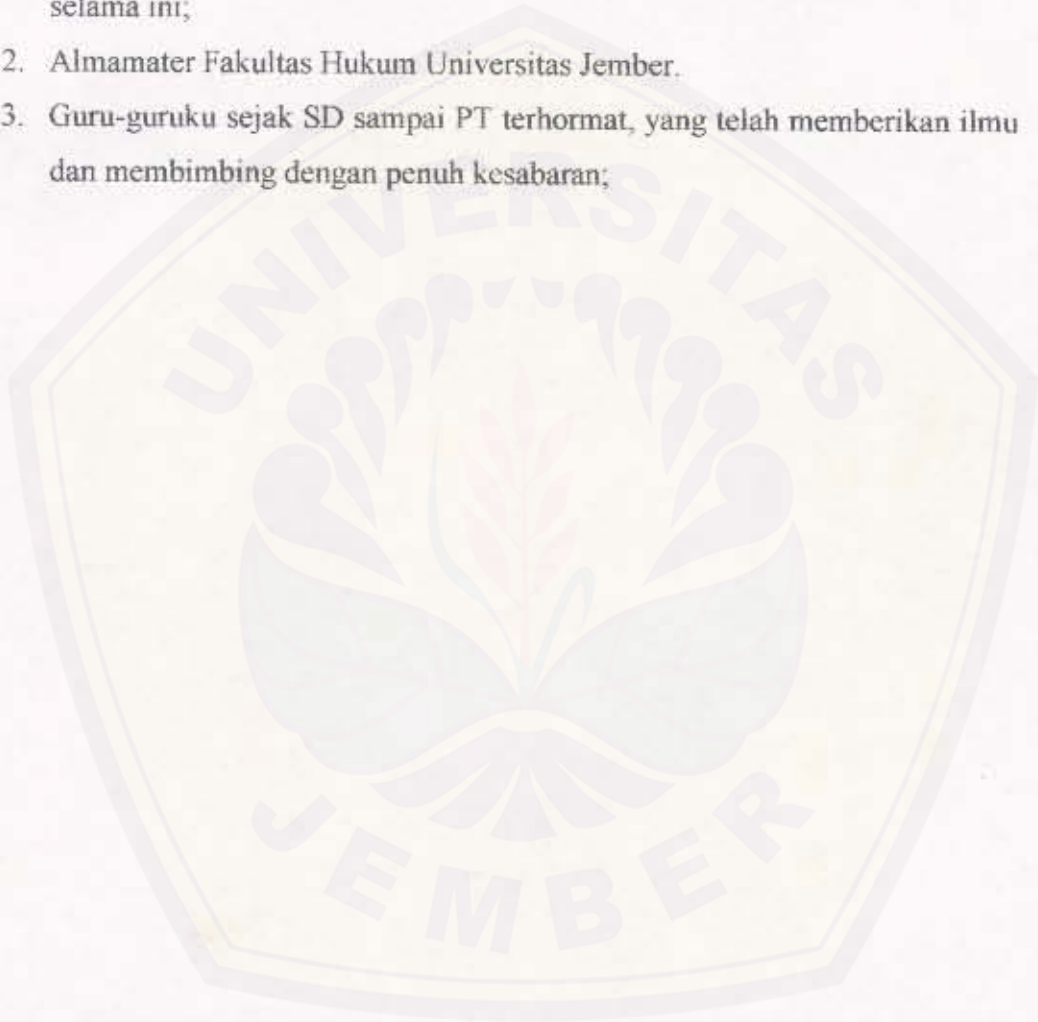 selama ini;
2. Almamater Fakultas Hukum Universitas Jember.
3. Guru-guruku sejak SD sampai PT terhormat, yang telah memberikan ilmu
dan membimbing dengan penuh kesabaran;
UNIVERSITAS
JEMBER